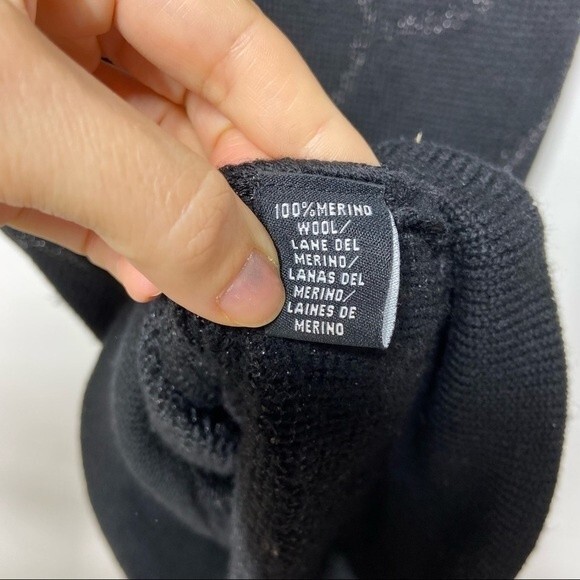 100%MERINO
WOOL/
LANE DEL
MERINO/
LANAS DEL
MERINO/
LAINES DE
MERINO